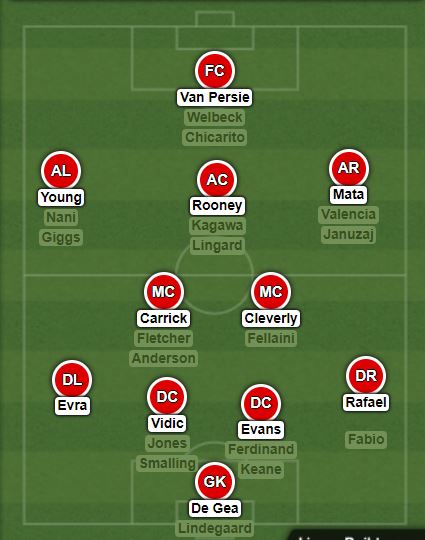 FC
Van Persie
Welbeck
Chicarito
AL
Young
Nani
Giggs
AC
Rooney
Kagawa
Lingard
AR
Mata
Valencia
Januzaj
MC
Carrick
Fletcher
Anderson
MC
Cleverly
Fellaini
DL
Evra
DC
Vidic
Jones
Smalling
DC
Evans
Ferdinand
Keane
DR
Rafael
Fabio
GK
De Gea
Lindegaard